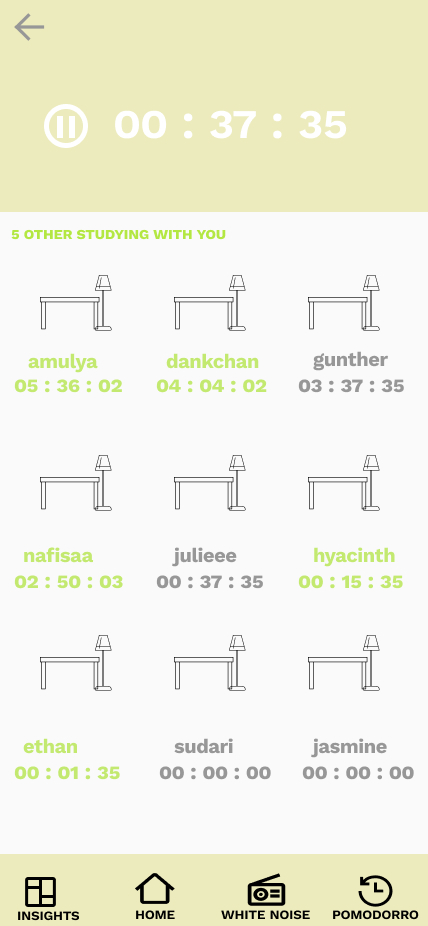 00 : 37 : 35
5 OTHER STUDYING WITH YOU
amulya dankchan gunther
05 : 36 : 02 04 : 04 : 02 03 : 37 : 35
nafisaa julieee hyacinth
02 : 50 : 03 00 : 37 : 35 00 : 15 : 35
ethan sudari jasmine
00 : 01 : 35 00 : 00 : 00 00 : 00 : 00
INSIGHTS HOME WHITE NOISE POMODORRO